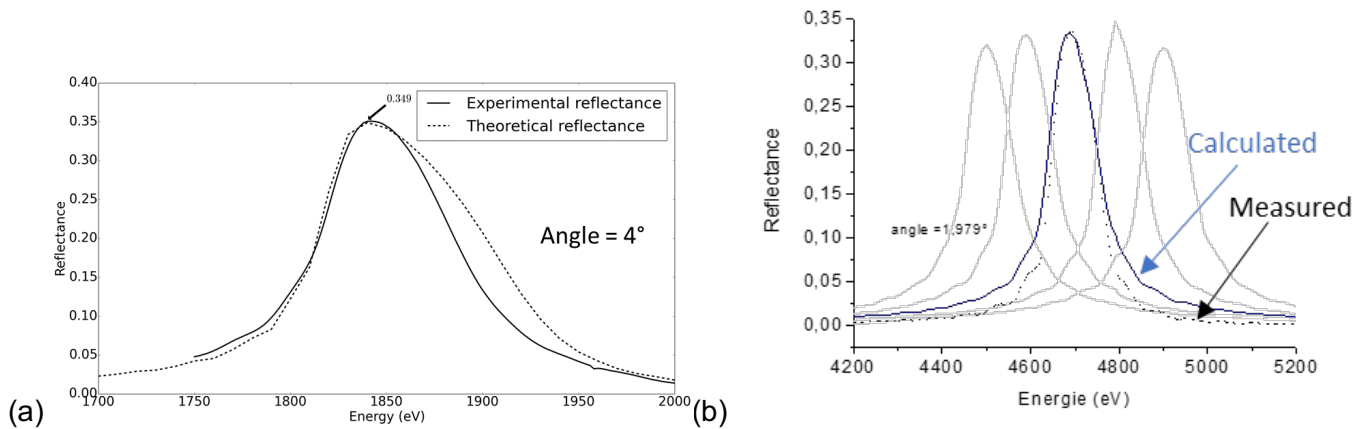 0.40
0.35
0.30
0.25
0.20
0.15
0.10
0.05
0.00
1700 1750 1800 1850 1900 1950 2000
Reflectance
Energy (eV)
0.349
Experimental reflectance
Theoretical reflectance
Angle = 4°
(a)
0,35
0,30
0,25
0,20
0,15
0,10
0,05
0,00
4200 4400 4600 4800 5000 5200
Reflectance
Energie (eV)
angle =1,979°
Calculated
Measured
(b)